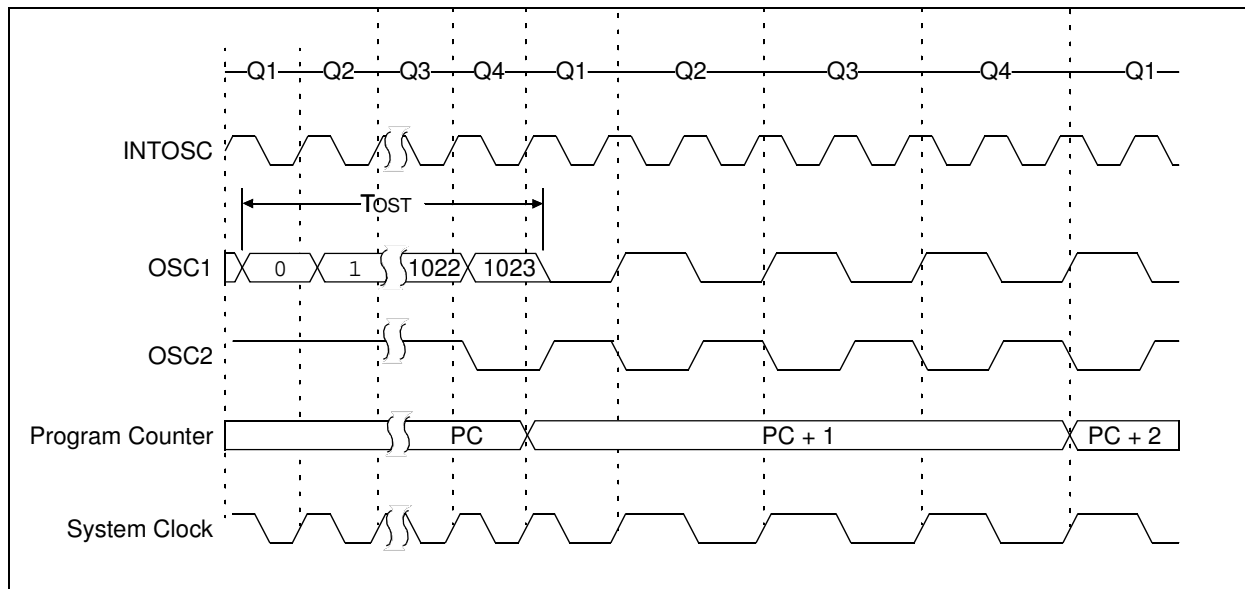 Q1 Q2 Q3 Q4 Q1 Q2 Q3 Q4 Q1
INTOSC
TOST
OSC1 0 1 1022 1023
OSC2
Program Counter PC PC + 1 PC + 2
System Clock